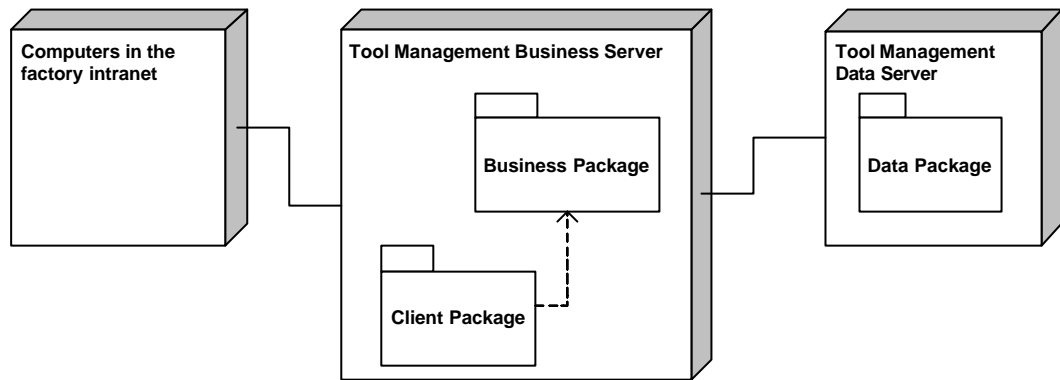 Computers in the
factory intranet
Tool Management Business Server
Business Package
Client Package
Tool Management
Data Server
Data Package